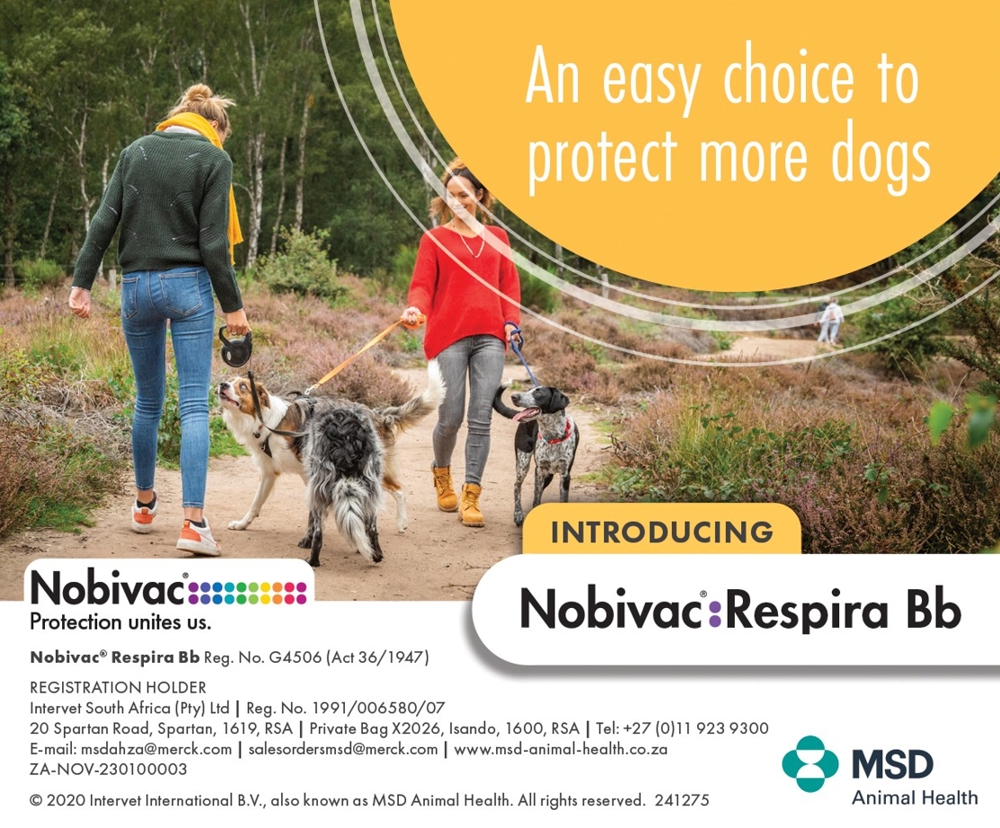 An easy choice to
protect more dogs
INTRODUCING
Nobivac®
Protection unites us.
Nobivac®:Respira Bb
Nobivac® Respira Bb Reg. No. G4506 (Act 36/1947)
REGISTRATION HOLDER
Intervet South Africa (Pty) Ltd | Reg. No. 1991/006580/07
20 Spartan Road, Spartan, 1619, RSA | Private Bag X2026, Isando, 1600, RSA | Tel: +27 (0)11 923 9300
E-mail: msdahza@merck.com | salesordersmsd@merck.com | www.msd-animal-health.co.za
ZA-NOV-230100003
© 2020 Intervet International B.V., also known as MSD Animal Health. All rights reserved. 241275
MSD
Animal Health